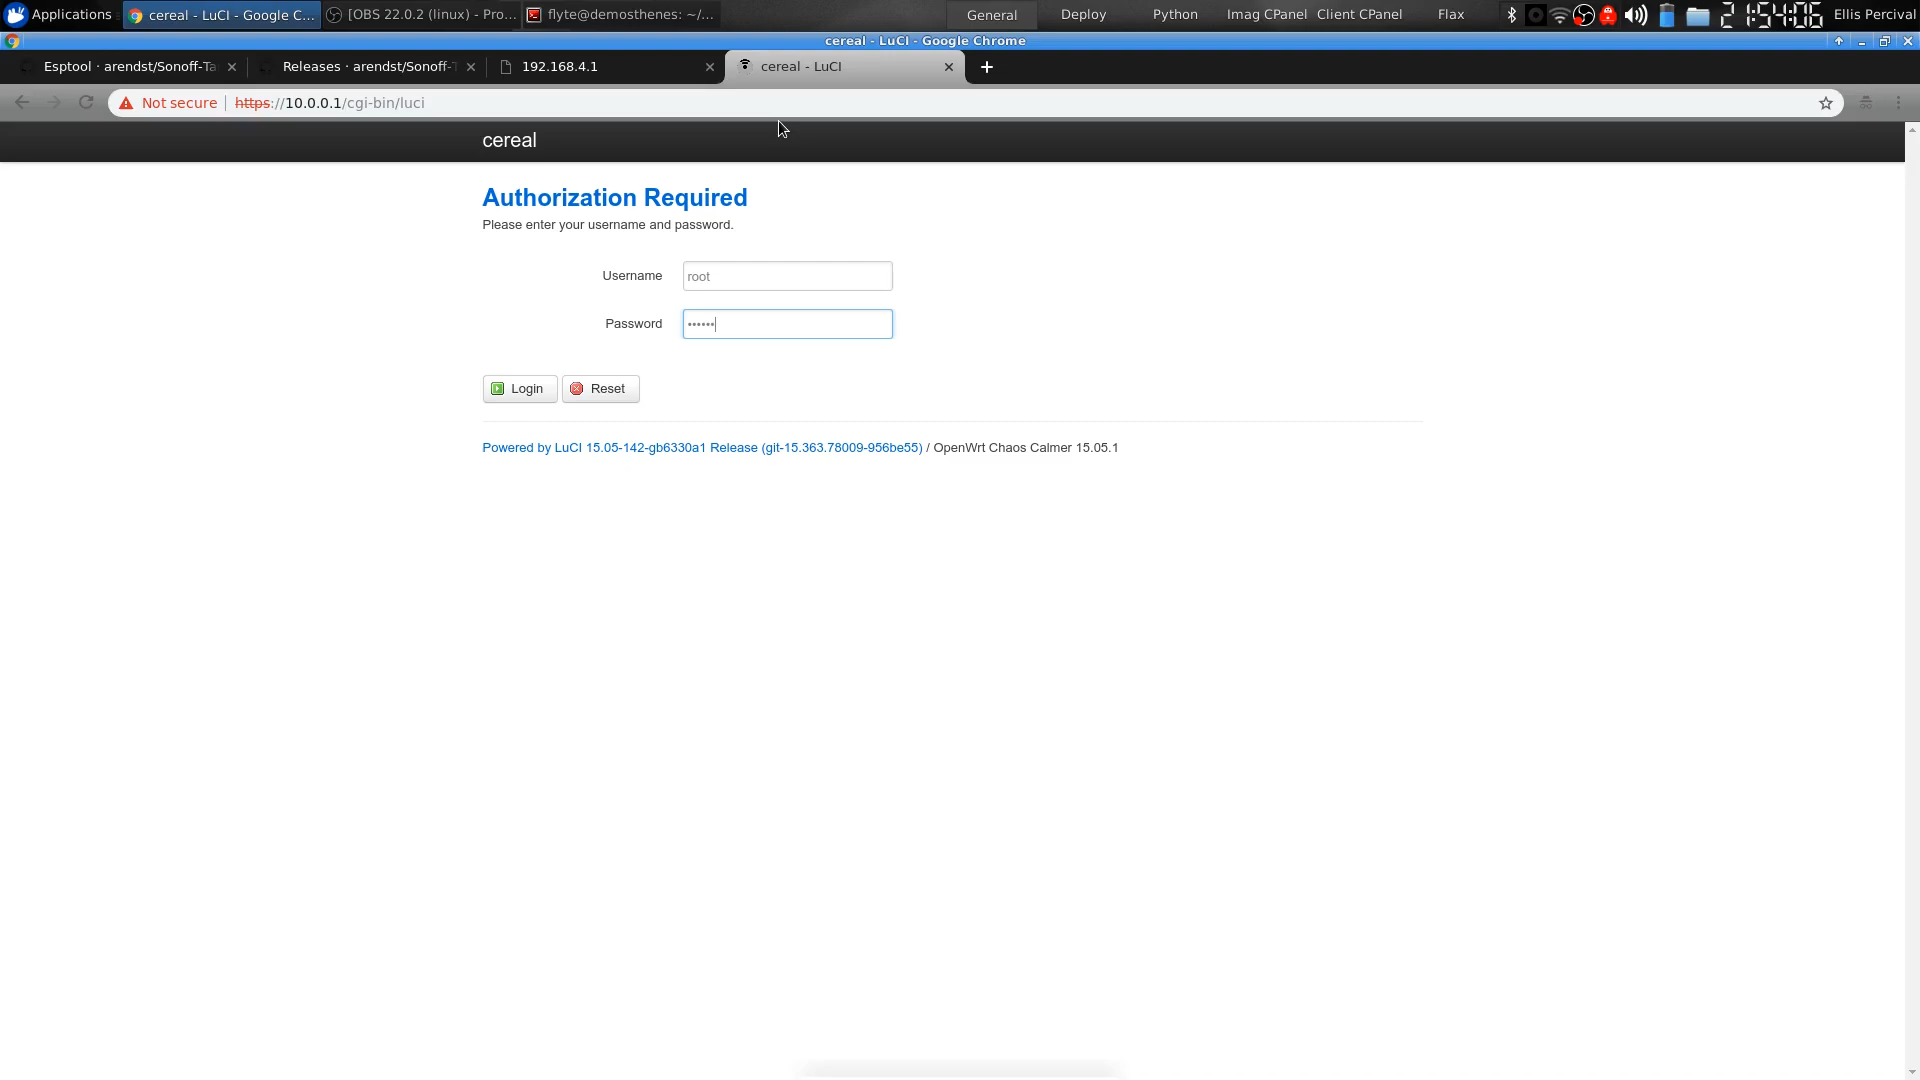 Applications
cereal - LuCI - Google C...
[OBS 22.0.2 (linux) - Pro...
flyte@demosthenes: ~/...
General
Deploy
Python
Imag CPanel
Client CPanel
Flax
2
1:54:06
Ellis Percival
cereal - LuCI - Google Chrome
Esptool · arendst/Sonoff-Ta
Releases · arendst/Sonoff-T
192.168.4.1
cereal - LuCI
Not secure
https://10.0.0.1/cgi-bin/luci
cereal
Authorization Required
Please enter your username and password.
Username
root
Password
••••••
Login
Reset
Powered by LuCI 15.05-142-gb6330a1 Release (git-15.363.78009-956be55) / OpenWrt Chaos Calmer 15.05.1